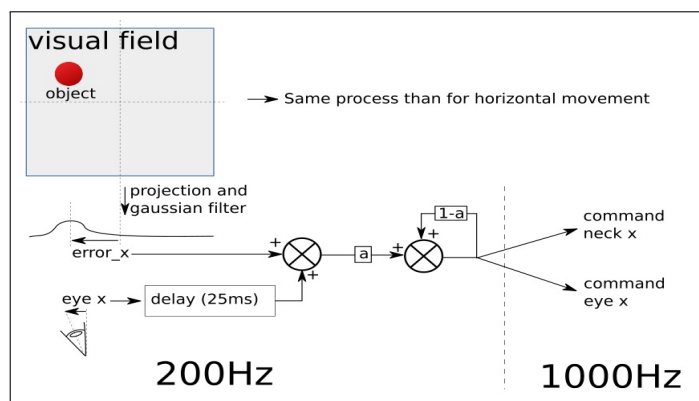 visual field
object
Same process than for horizontal movement
projection and
gaussian filter
1-a
command
neck x
+
+
+
+
a
error_x
command
eye x
eye x
delay (25ms)
200Hz
1000Hz